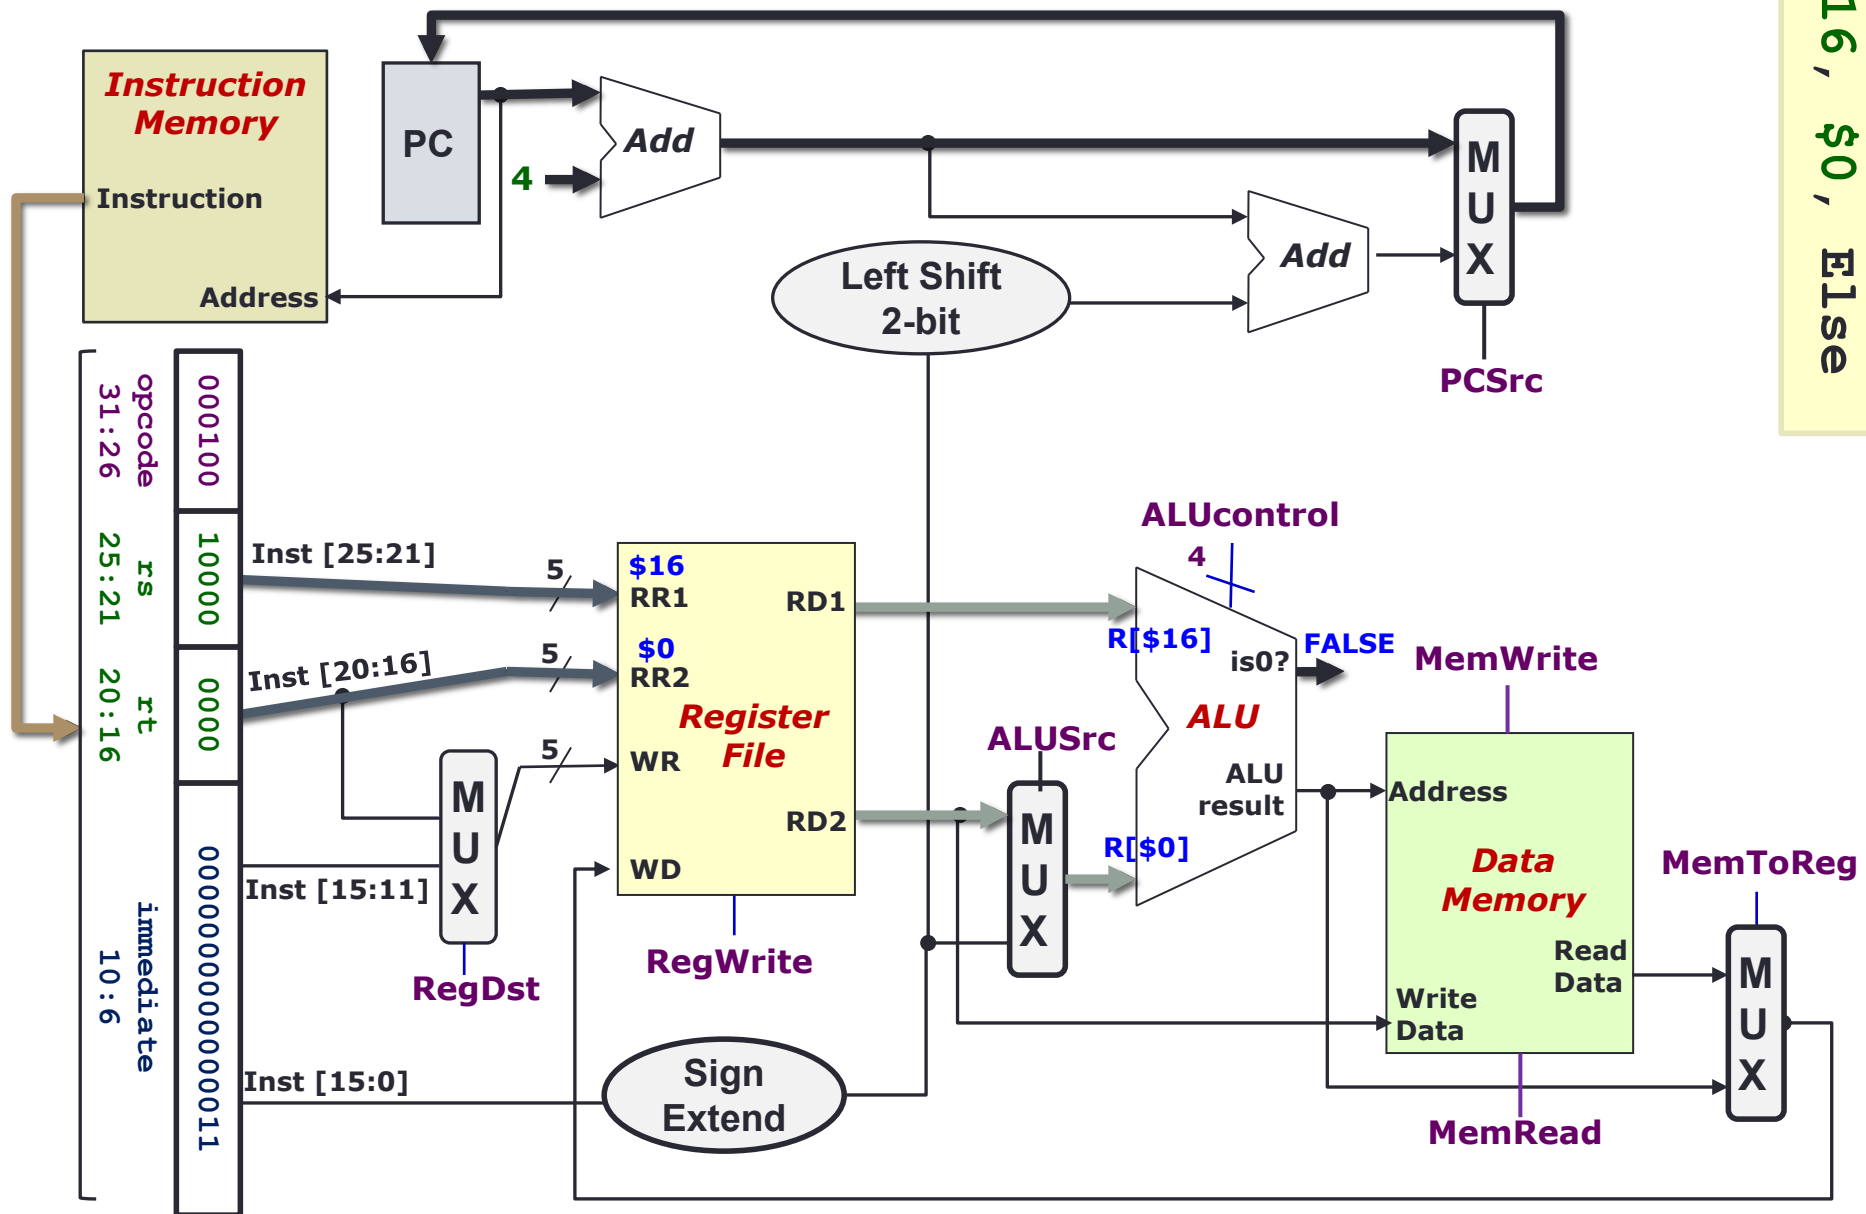 Instruction
Memory
Instruction
Address
PC
4
Add
Add
M
U
X
PCSrc
Left Shift
2-bit
16, $0, Else
opcode
31:26
000100
rs
25:21
10000
rt
20:16
0000
immediate
10:6
0000000000000011
Inst [25:21]
5
Inst [20:16]
5
5
Inst [15:11]
Inst [15:0]
M
U
X
RegDst
$16
RR1
$0
RR2
WR
WD
RD1
RD2
Register
File
RegWrite
Sign
Extend
ALUSrc
M
U
X
ALUcontrol
4
R[$16]
R[$0]
is0?
FALSE
ALU
ALU
result
MemWrite
Address
Data
Memory
Read
Data
Write
Data
MemRead
MemToReg
M
U
X